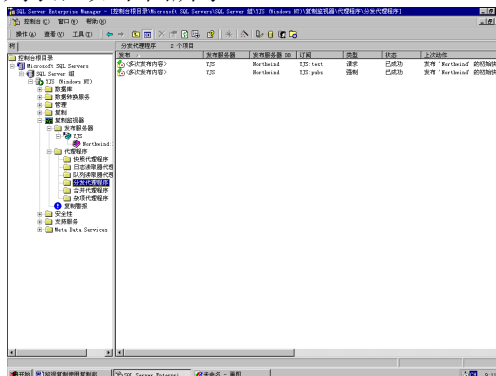 SQL Server Enterprise Manager - [控制台根目录\Microsoft SQL Servers\SQL Server 组\YJS (Windows NT)\复制监视器\代理程序\分发代理程序]
控制台(C) 窗口(W) 帮助(H)
操作(A) 查看(V) 工具(T)
树
分发代理程序 2 个项目
控制台根目录
Microsoft SQL Servers
SQL Server 组
YJS (Windows NT)
数据库
数据转换服务
管理
复制
复制监视器
发布服务器
YJS
Northwind:
代理程序
快照代理程序
日志读取器代理
队列读取器代理
分发代理程序
合并代理程序
杂项代理程序
复制警报
安全性
支持服务
Meta Data Services
发布 发布服务器 发布服务器 DB 订阅 类型 状态 上次动作
<多次发布内容> YJS Northwind YJS:test 请求 已成功 发布 'Northwind' 的初始快
<多次发布内容> YJS Northwind YJS:pubs 强制 已成功 发布 'Northwind' 的初始快
开始 SQL Server Enterpri... 未命名 - 画图 9:11